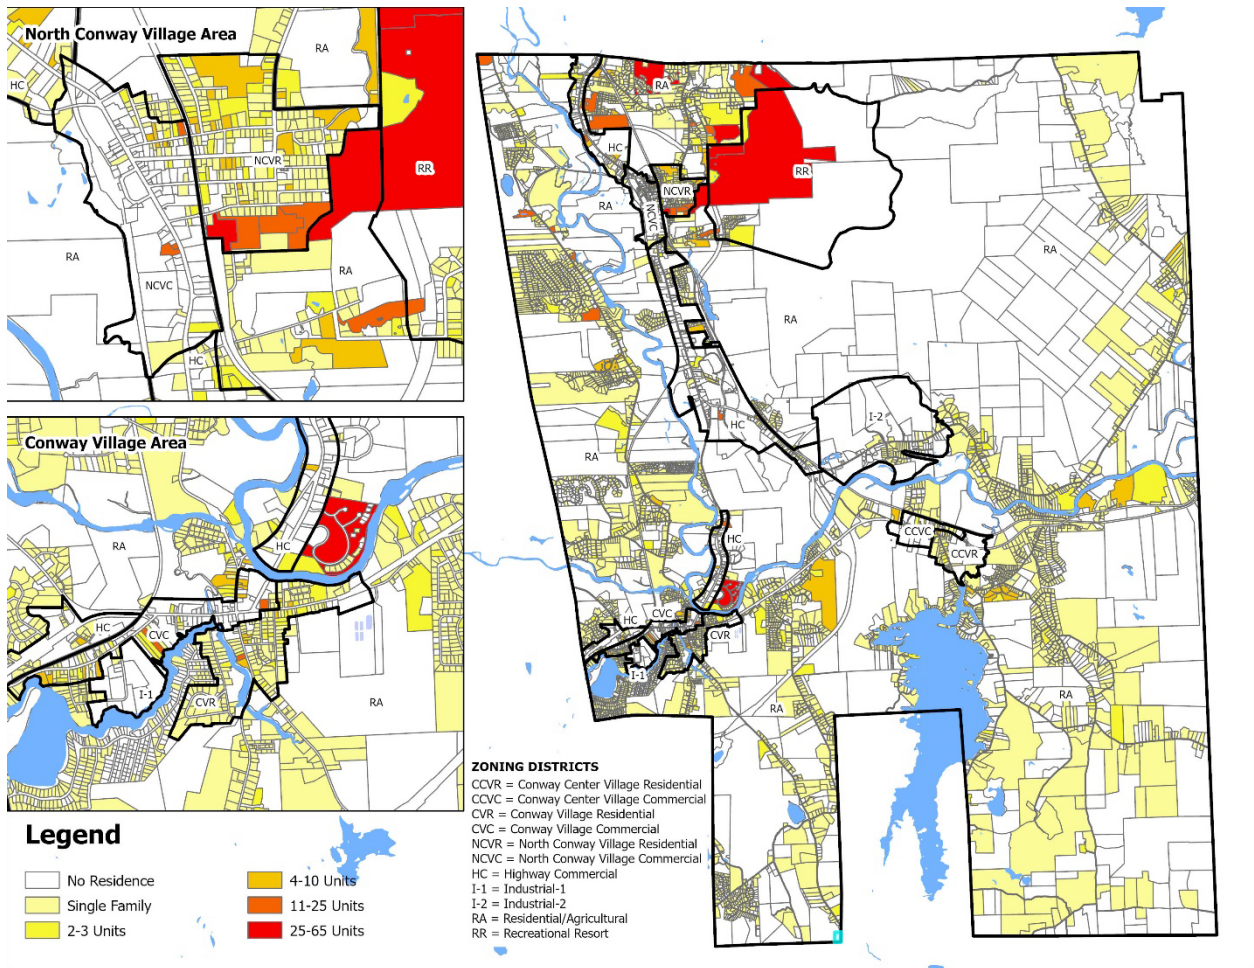 North Conway Village Area
RA
HC
NCVR
RR
RA
RA
NCVC
HC
Conway Village Area
RA
HC
HC
CVC
I-1
CVR
RA
RA
HC
RR
NCVR
RA
NCVC
RA
RA
I-2
HC
RA
CCVC
HC
CCVR
CVC
HC
CVR
I-1
RA
RA
ZONING DISTRICTS
CCVR = Conway Center Village Residential
CCVC = Conway Center Village Commercial
CVR = Conway Village Residential
CVC = Conway Village Commercial
NCVR = North Conway Village Residential
NCVC = North Conway Village Commercial
HC = Highway Commercial
I-1 = Industrial-1
I-2 = Industrial-2
RA = Residential/Agricultural
RR = Recreational Resort
Legend
No Residence
Single Family
2-3 Units
4-10 Units
11-25 Units
25-65 Units